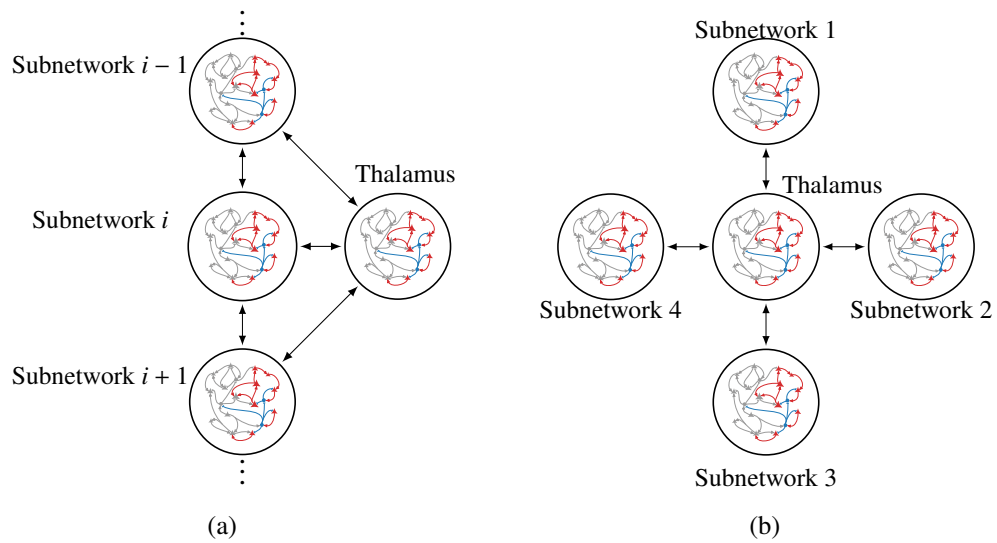 Subnetwork i − 1
Thalamus
Subnetwork i
Subnetwork i + 1
(a)
Subnetwork 1
Thalamus
Subnetwork 4
Subnetwork 2
Subnetwork 3
(b)